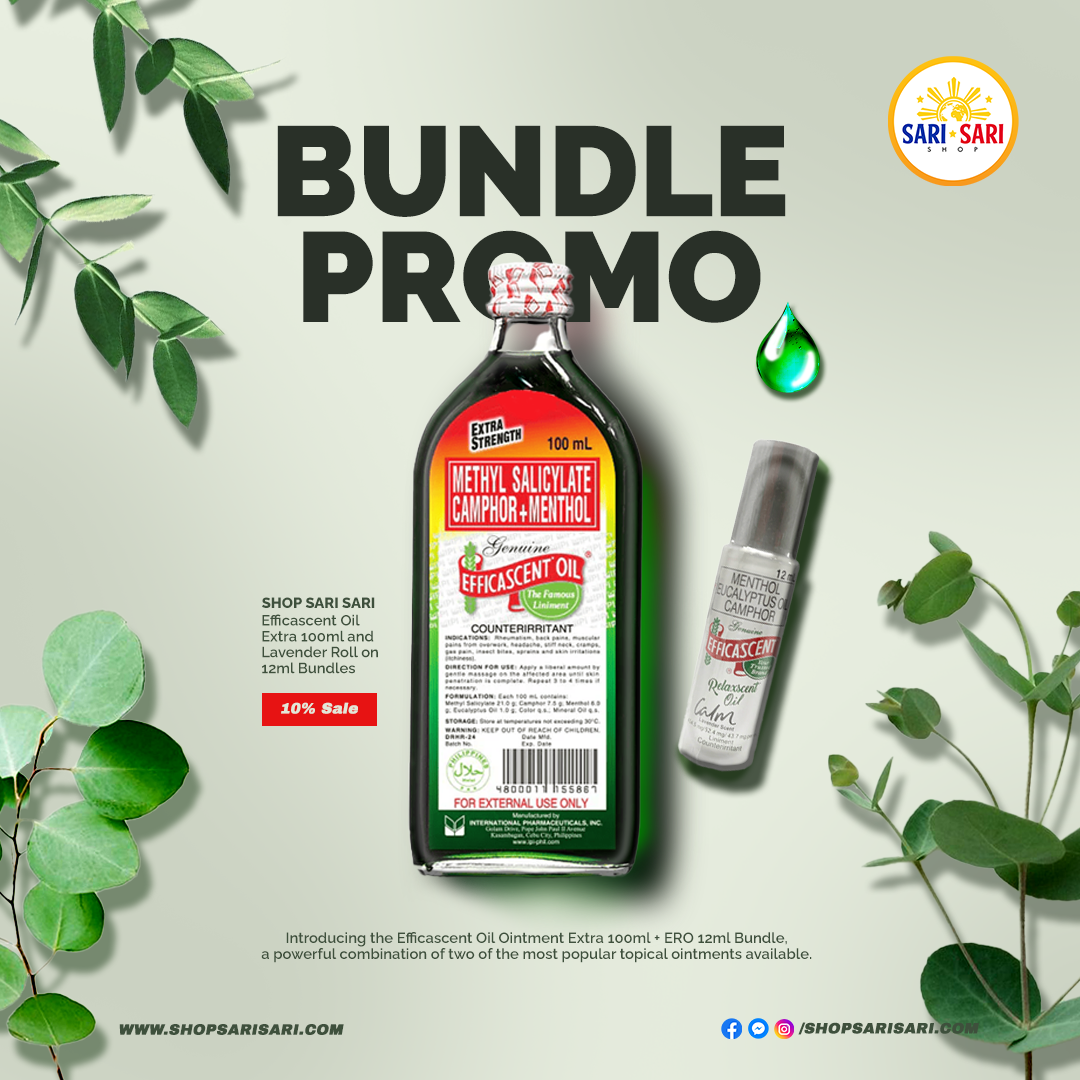 SARI SARI
SHOP
BUNDLE
PROMO
EXTRA
STRENGTH
100 mL
METHYL SALICYLATE
CAMPHOR+MENTHOL
Genuine
EFFICASCENT OIL
®
The Famous
Liniment
COUNTERIRRITANT
INDICATIONS: Rheumatism, back pains, muscular
pains from overwork, headache, stiff neck, cramps,
gas pain, insect bites, sprains and skin irritations
(itchiness).
DIRECTION FOR USE: Apply a liberal amount by
gentle massage on the affected area until skin
penetration is complete. Repeat 3 to 4 times if
necessary.
FORMULATION: Each 100 mL contains:
Methyl Salicylate 21.0 g; Camphor 7.5 g; Menthol 6.0
g; Eucalyptus Oil 1.0 g; Color q.s.; Mineral Oil q.s.
STORAGE: Store at temperatures not exceeding 30°C.
WARNING: KEEP OUT OF REACH OF CHILDREN.
DRHR-24 Date Mfd.
Batch No. Exp. Date
PHILIPPINES
حلال
4800011 155867
FOR EXTERNAL USE ONLY
Manufactured by
INTERNATIONAL PHARMACEUTICALS, INC.
Golam Drive, Pope John Paul II Avenue
Kasambagan, Cebu City, Philippines
www.ipi-phil.com
12 mL
MENTHOL
EUCALYPTUS OIL
CAMPHOR
Genuine
EFFICASCENT
Relaxscent
Oil
Calm
Lavender Scent
Liniment
Counterirritant
SHOP SARI SARI
Efficascent Oil
Extra 100ml and
Lavender Roll on
12ml Bundles
10% Sale
Introducing the Efficascent Oil Ointment Extra 100ml + ERO 12ml Bundle,
a powerful combination of two of the most popular topical ointments available.
WWW.SHOPSARISARI.COM
/SHOPSARISARI.COM